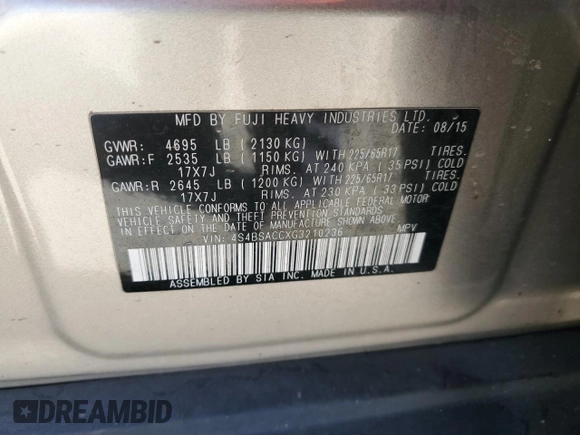 MFD BY FUJI HEAVY INDUSTRIES LTD.
DATE: 08/15
GVWR: 4695 LB ( 2130 KG)
GAWR:F 2535 LB ( 1150 KG) WITH 225/65R17 TIRES.
17X7J RIMS. AT 240 KPA ( 35 PSI) COLD
GAWR:R 2645 LB ( 1200 KG) WITH 225/65R17 TIRES.
17X7J RIMS. AT 230 KPA ( 33 PSI) COLD
THIS VEHICLE CONFORMS TO ALL APPLICABLE FEDERAL MOTOR
VEHICLE SAFETY AND THEFT PREVENTION STANDARDS
IN EFFECT ON THE DATE OF MANUFACTURE SHOWN ABOVE.
VIN: 4S4BSACCXG3210236 MPV
ASSEMBLED BY SIA INC. MADE IN U.S.A.
DREAMBID